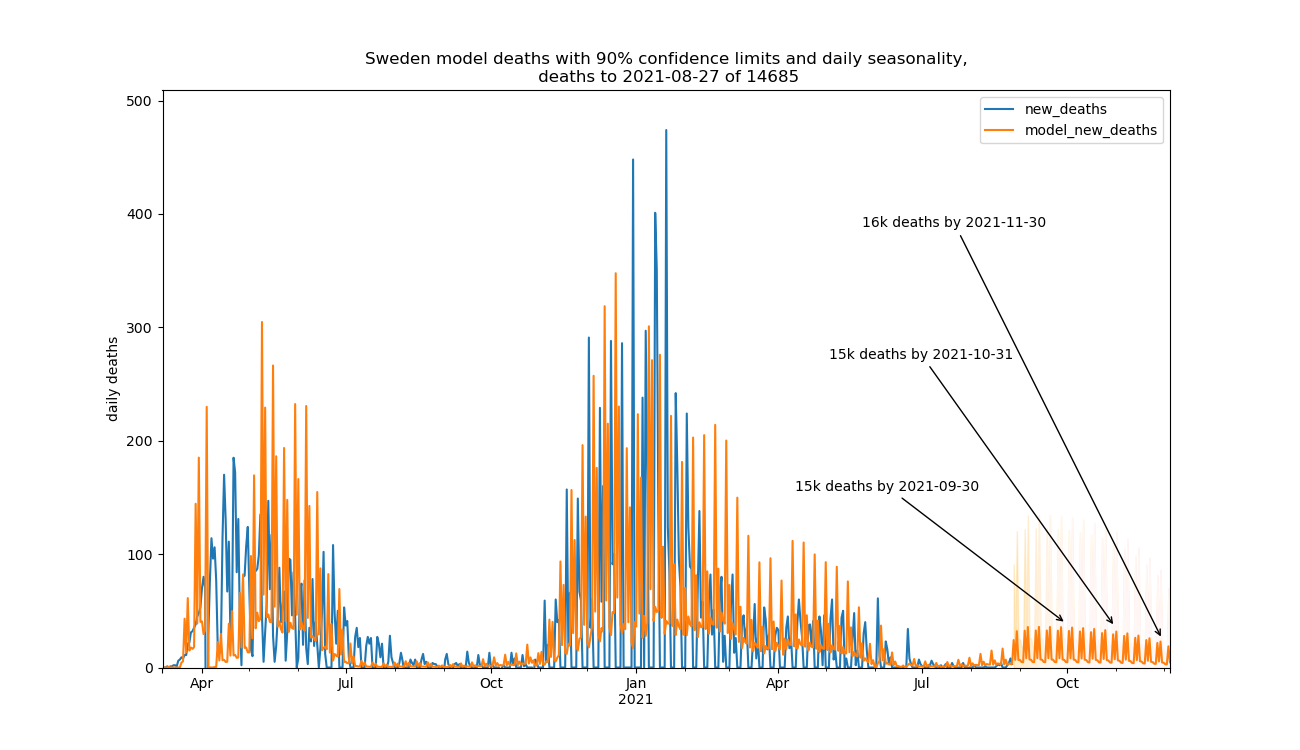 Sweden model deaths with 90% confidence limits and daily seasonality,
deaths to 2021-08-27 of 14685
new_deaths
model_new_deaths
daily deaths
500
400
300
200
100
0
16k deaths by 2021-11-30
15k deaths by 2021-10-31
15k deaths by 2021-09-30
Apr
Jul
Oct
Jan
2021
Apr
Jul
Oct